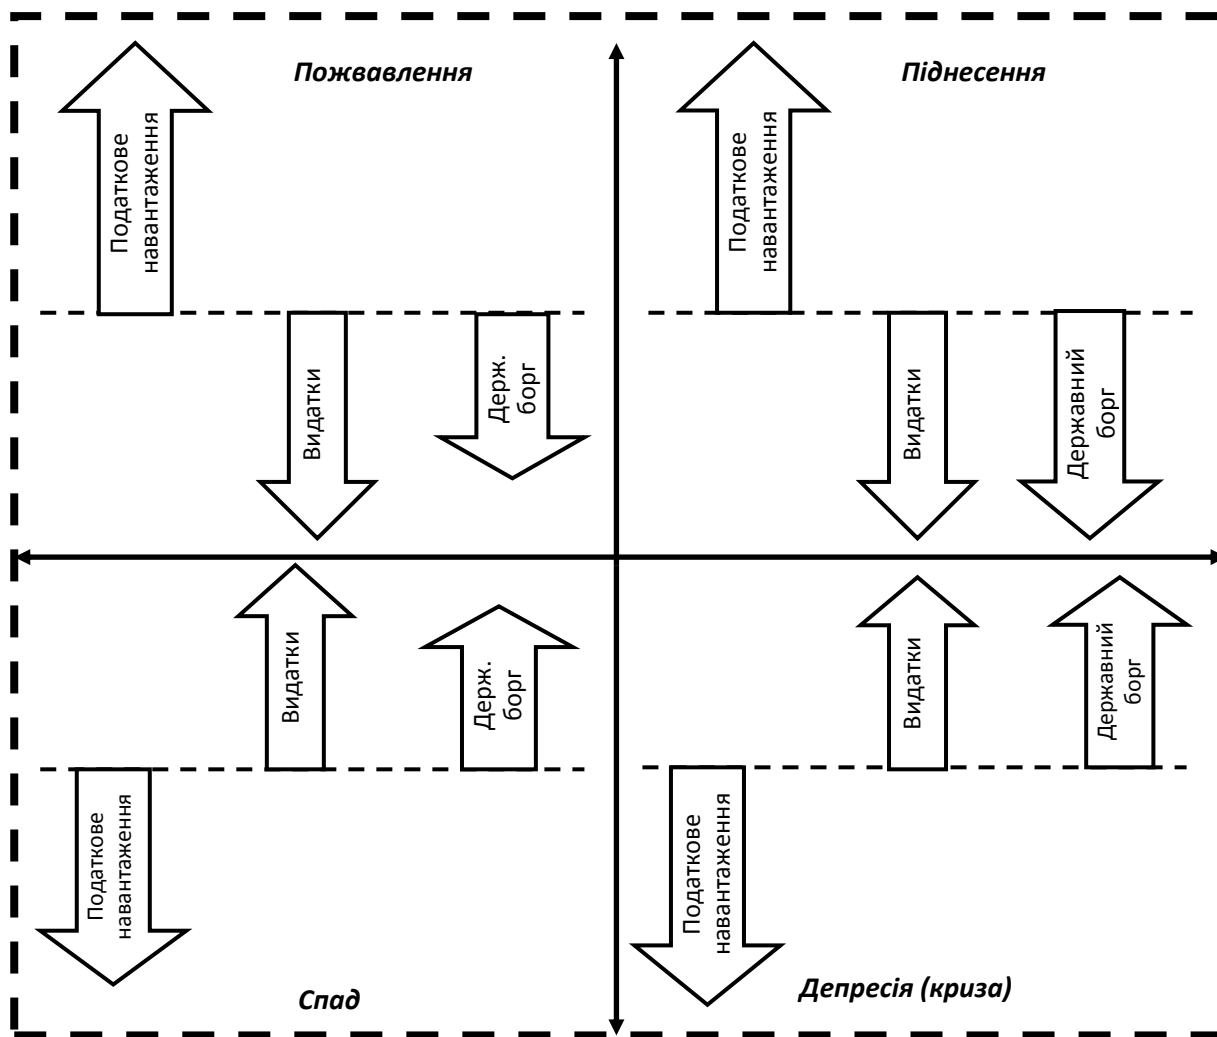 Пожвавлення
Податкове
навантаження
Видатки
Держ.
борг
Піднесення
Податкове
навантаження
Видатки
Державний
борг
Видатки
Держ.
борг
Податкове
навантаження
Спад
Видатки
Державний
борг
Податкове
навантаження
Депресія (криза)